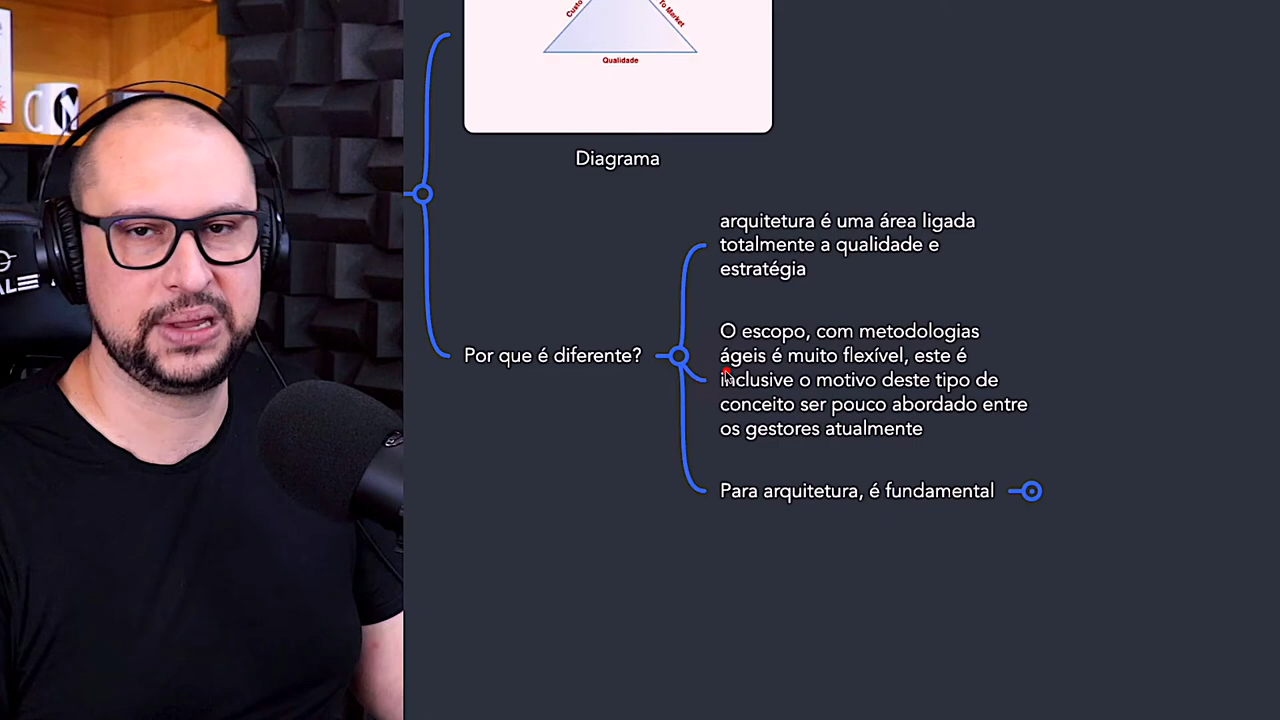 Custo
To Market
Qualidade
Diagrama
arquitetura é uma área ligada
totalmente a qualidade e
estratégia
Por que é diferente?
O escopo, com metodologias
ágeis é muito flexível, este é
inclusive o motivo deste tipo de
conceito ser pouco abordado entre
os gestores atualmente
Para arquitetura, é fundamental